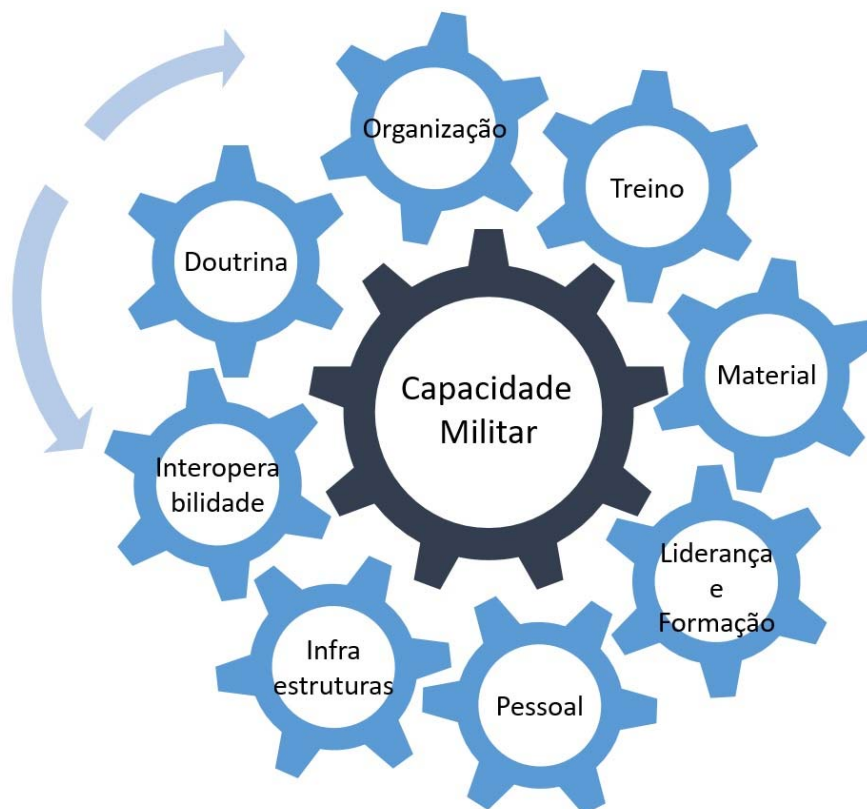 Organização
Treino
Doutrina
Material
Capacidade
Militar
Interopera
bilidade
Liderança
e
Formação
Infra
estruturas
Pessoal